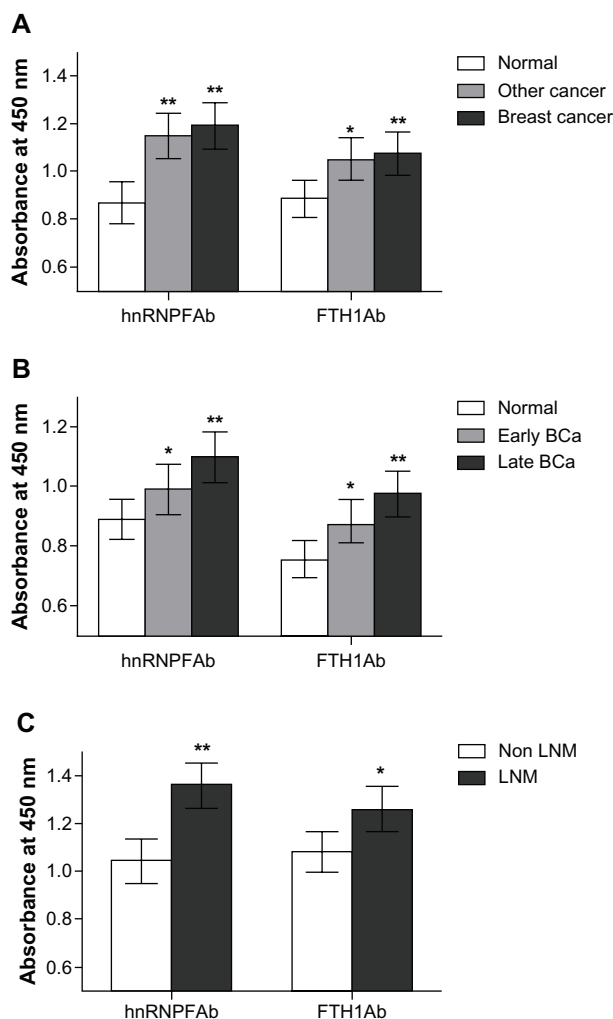 A
Absorbance at 450 nm
1.4
1.2
1.0
0.8
0.6
** **
* **
hnRNPFAb
FTH1Ab
Normal
Other cancer
Breast cancer
B
Absorbance at 450 nm
1.2
1.0
0.8
0.6
* **
* **
hnRNPFAb
FTH1Ab
Normal
Early BCa
Late BCa
C
Absorbance at 450 nm
1.4
1.2
1.0
0.8
0.6
**
*
hnRNPFAb
FTH1Ab
Non LNM
LNM